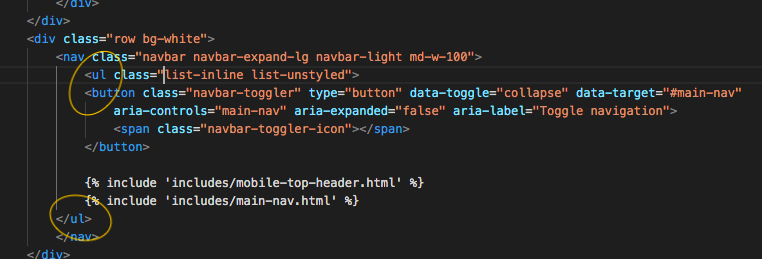 </div>
</div>
<div class="row bg-white">
<nav class="navbar navbar-expand-lg navbar-light md-w-100">
<ul class="list-inline list-unstyled">
<button class="navbar-toggler" type="button" data-toggle="collapse" data-target="#main-nav"
aria-controls="main-nav" aria-expanded="false" aria-label="Toggle navigation">
<span class="navbar-toggler-icon"></span>
</button>
{% include 'includes/mobile-top-header.html' %}
{% include 'includes/main-nav.html' %}
</ul>
</nav>
</div>